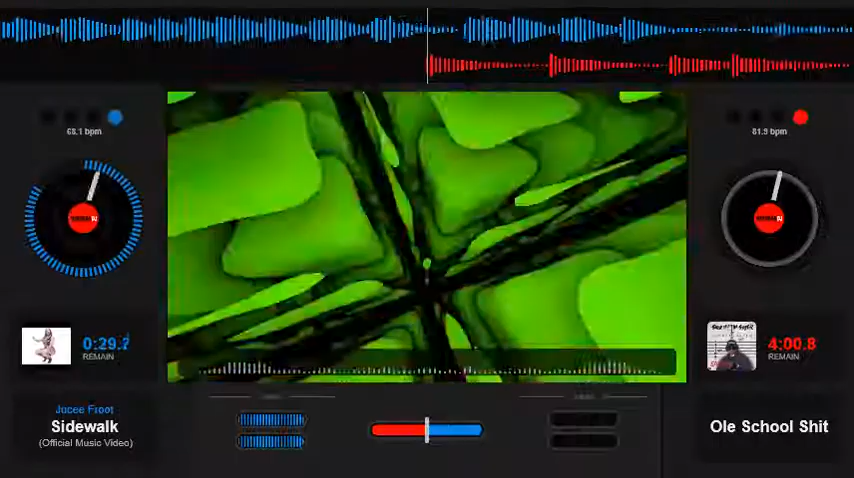 68.1 bpm
81.9 bpm
0:29.7
REMAIN
4:00.8
REMAIN
Jucee Froot
Sidewalk
(Official Music Video)
Ole School Shit